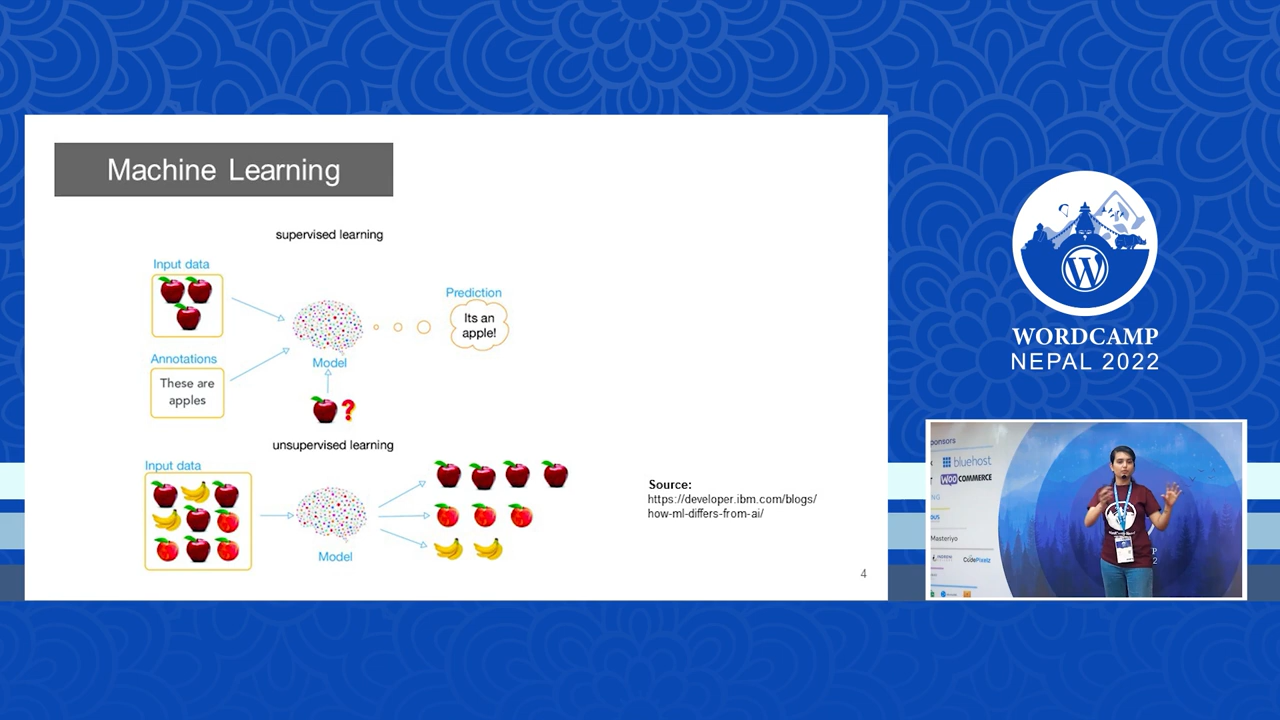 Machine Learning
supervised learning
Input data
Annotations
These are
apples
Model
Prediction
Its an
apple!
?
unsupervised learning
Input data
Model
Source:
https://developer.ibm.com/blogs/
how-ml-differs-from-ai/
4
WORDCAMP
NEPAL 2022
bluehost
WOO COMMERCE
Masteriyo
CodePixelz